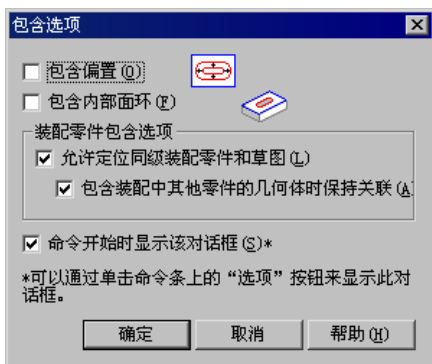 包含选项
包含偏置(O)
包含内部面环(F)
装配零件包含选项
允许定位同级装配零件和草图(L)
包含装配中其他零件的几何体时保持关联(A
命令开始时显示该对话框(S)*
*可以通过单击命令条上的“选项”按钮来显示此对
话框。
确定 取消 帮助(H)